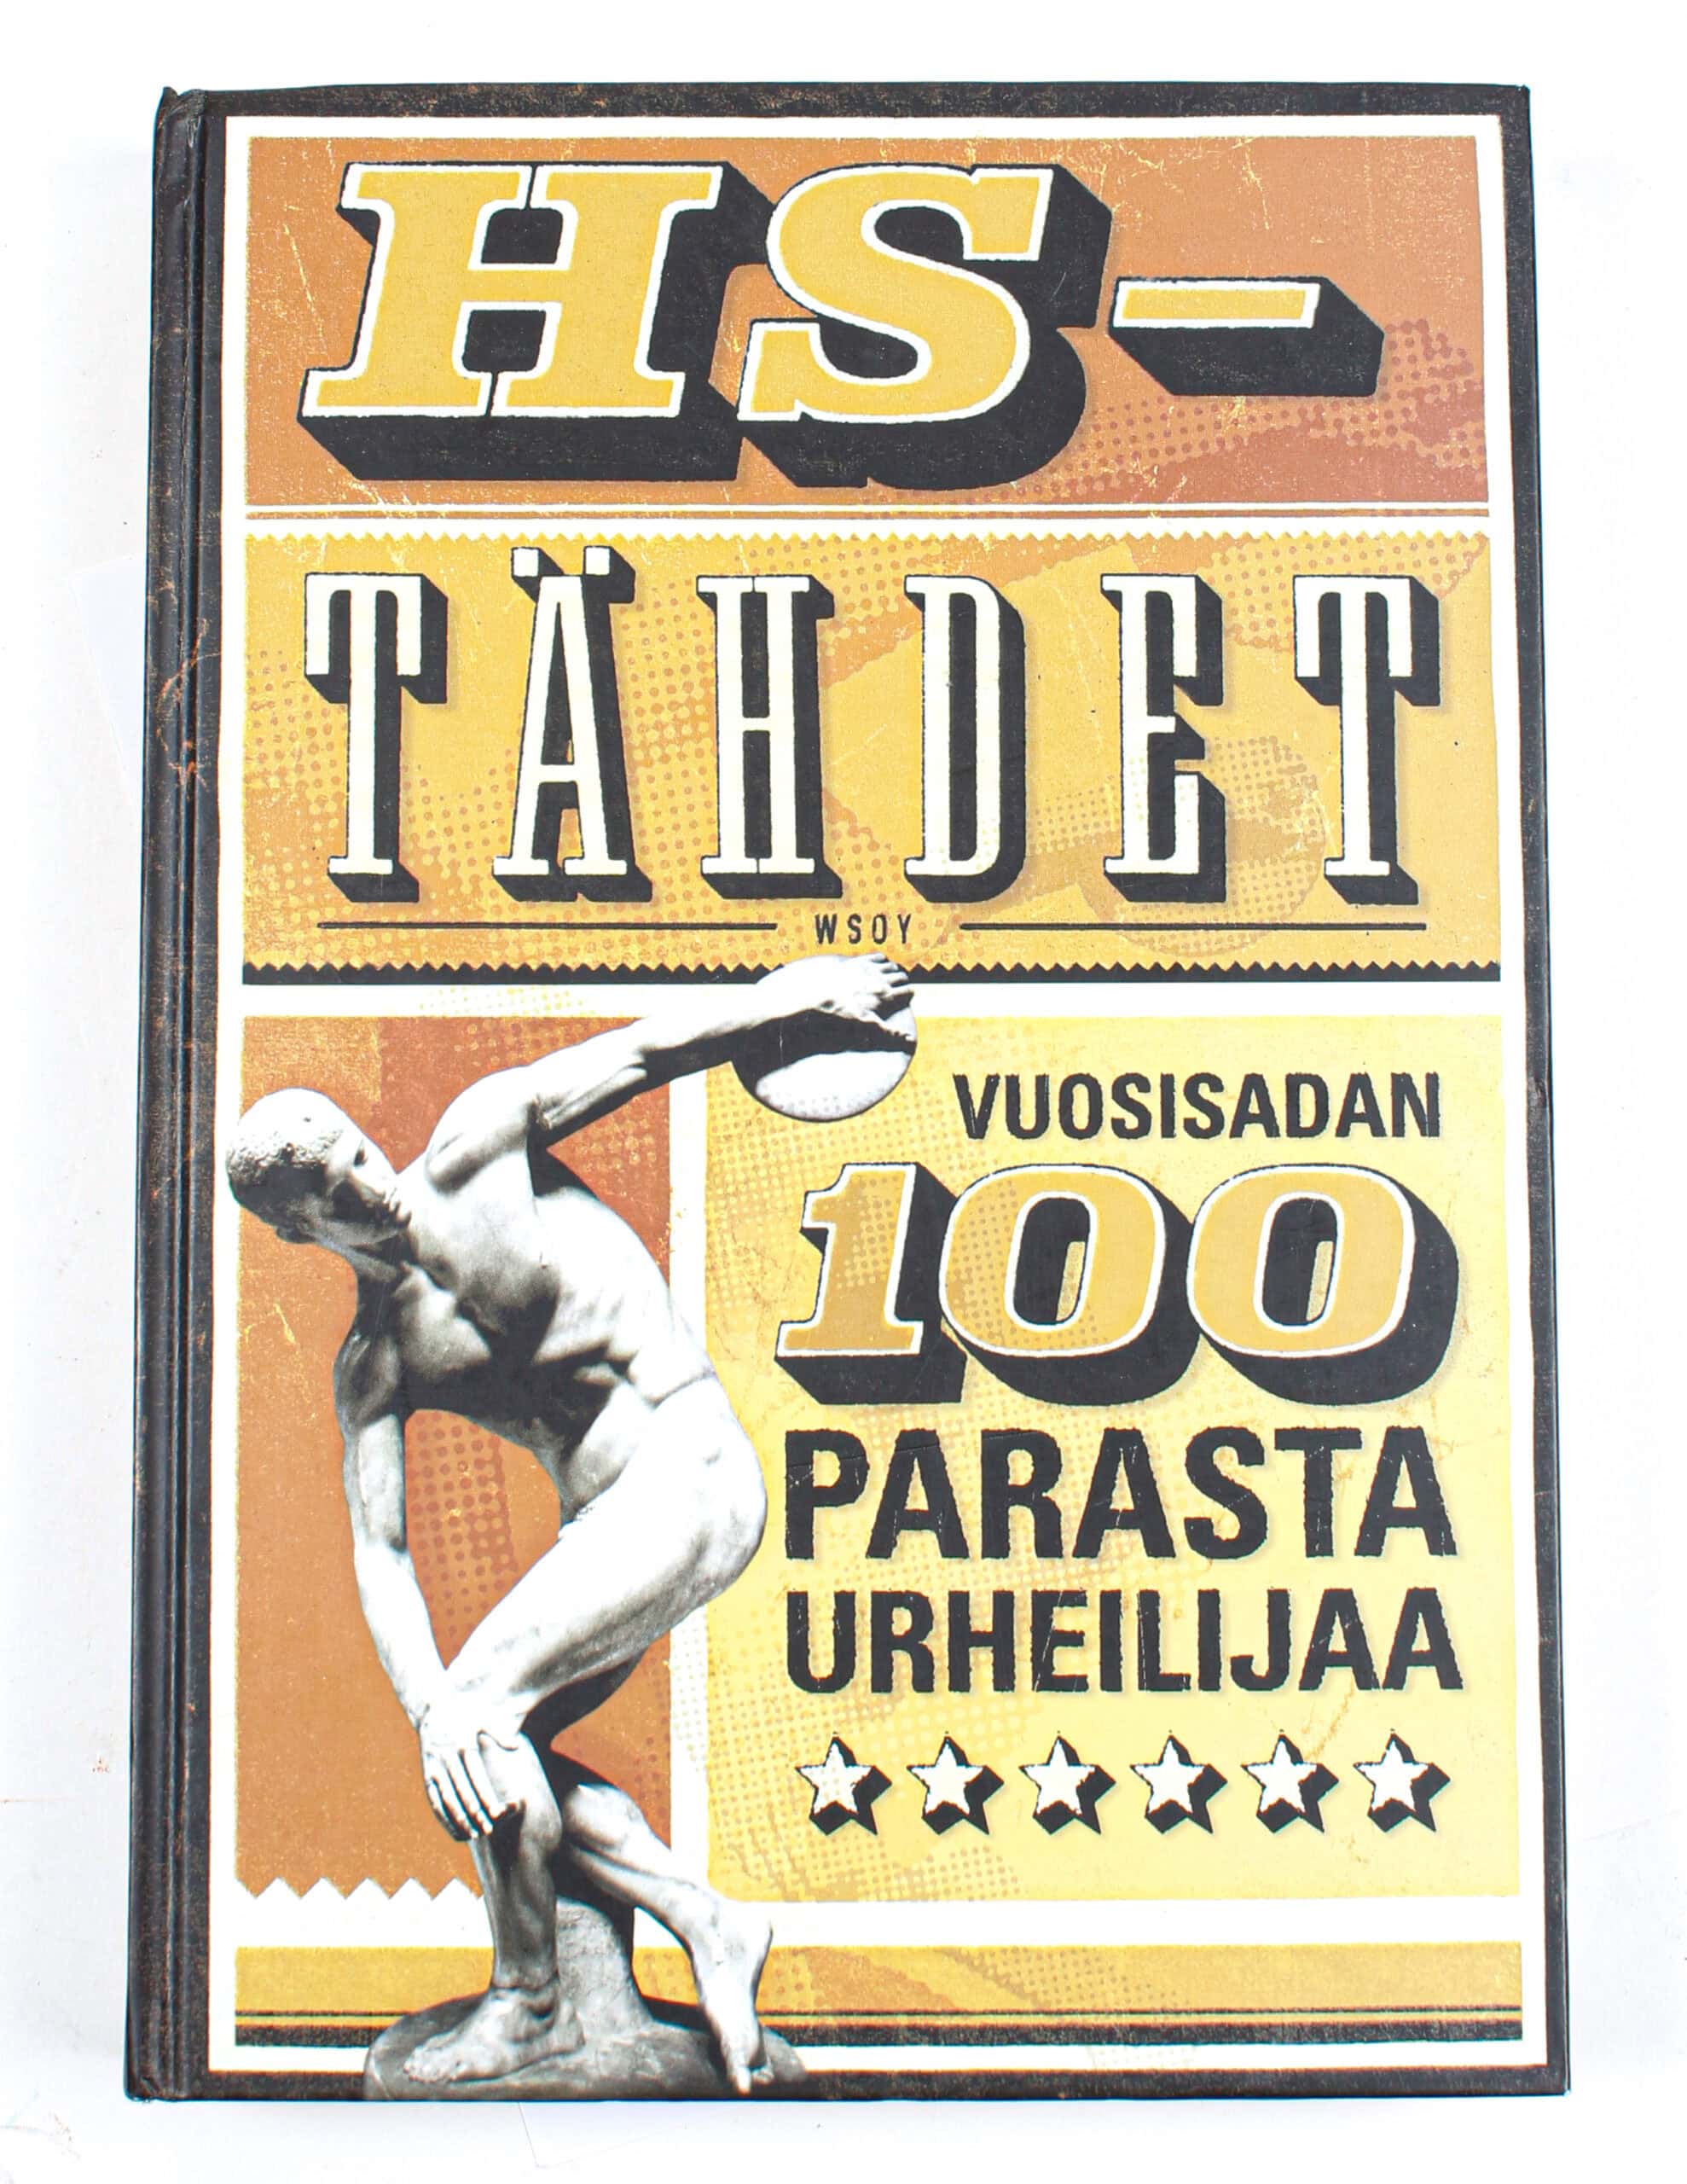 HS-
TÄHDET
WSOY
VUOSISADAN
100
PARASTA
URHEILIJAA